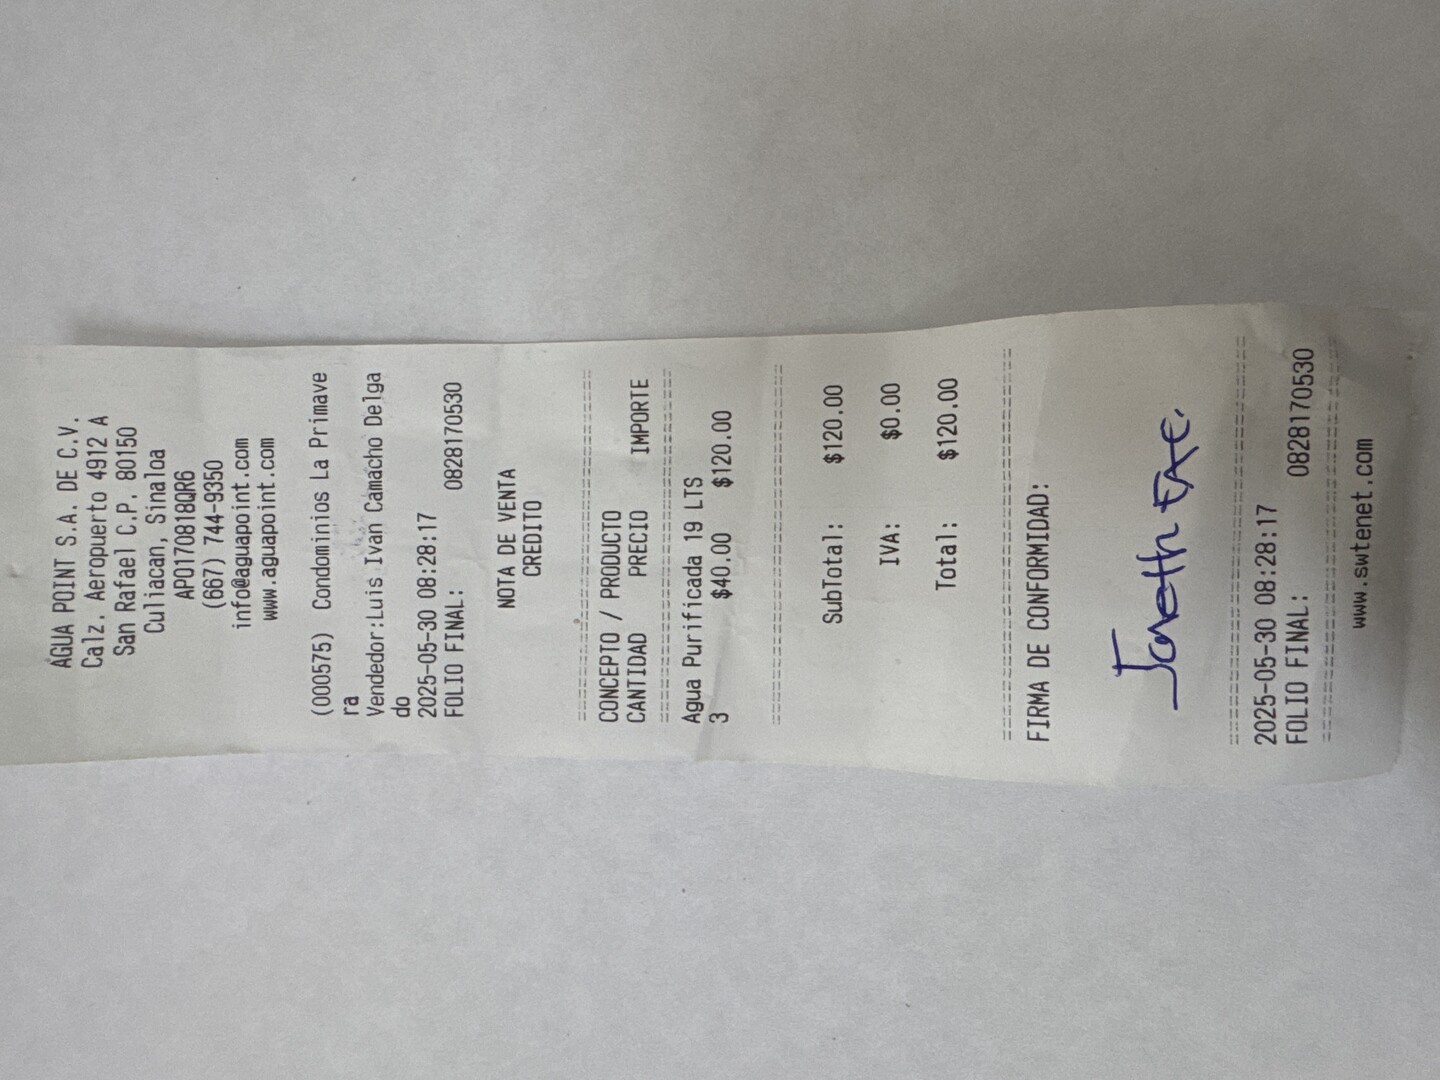 ÁGUA POINT S.A. DE C.V.
Calz. Aeropuerto 4912 A
San Rafael C.P. 80150
Culiacan, Sinaloa
APO170818QR6
(667) 744-9350
info@aguapoint.com
www.aguapoint.com
(000575) Condominios La Primave
ra
Vendedor:Luis Ivan Camacho Delga
do
2025-05-30 08:28:17
FOLIO FINAL: 0828170530
NOTA DE VENTA
CREDITO
CONCEPTO / PRODUCTO
CANTIDAD PRECIO IMPORTE
Agua Purificada 19 LTS
3 $40.00 $120.00
SubTotal: $120.00
IVA: $0.00
Total: $120.00
FIRMA DE CONFORMIDAD:
2025-05-30 08:28:17
FOLIO FINAL: 0828170530
www.swtenet.com